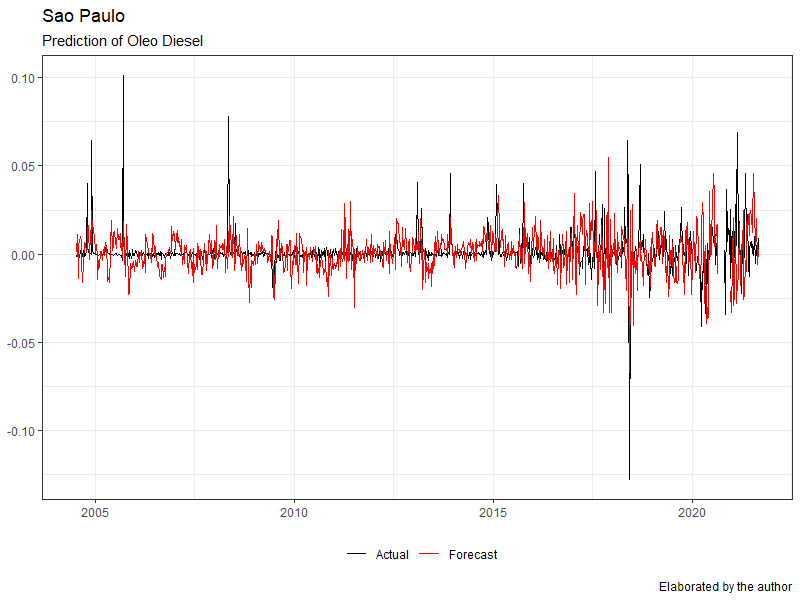 Sao Paulo
Prediction of Oleo Diesel
0.10
0.05
0.00
-0.05
-0.10
2005 2010 2015 2020
Actual Forecast
Elaborated by the author